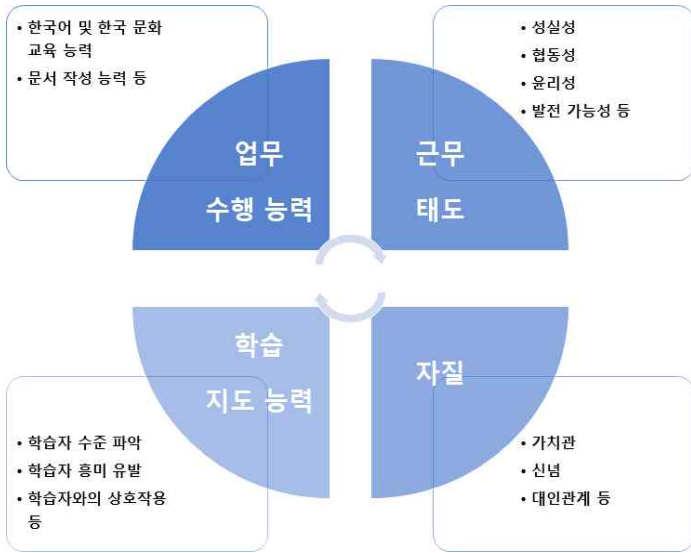 • 한국어 및 한국 문화
교육 능력
• 문서 작성 능력 등
업무
수행 능력
• 성실성
• 협동성
• 윤리성
• 발전 가능성 등
근무
태도
학습
지도 능력
• 학습자 수준 파악
• 학습자 흥미 유발
• 학습자와의 상호작용
등
자질
• 가치관
• 신념
• 대인관계 등